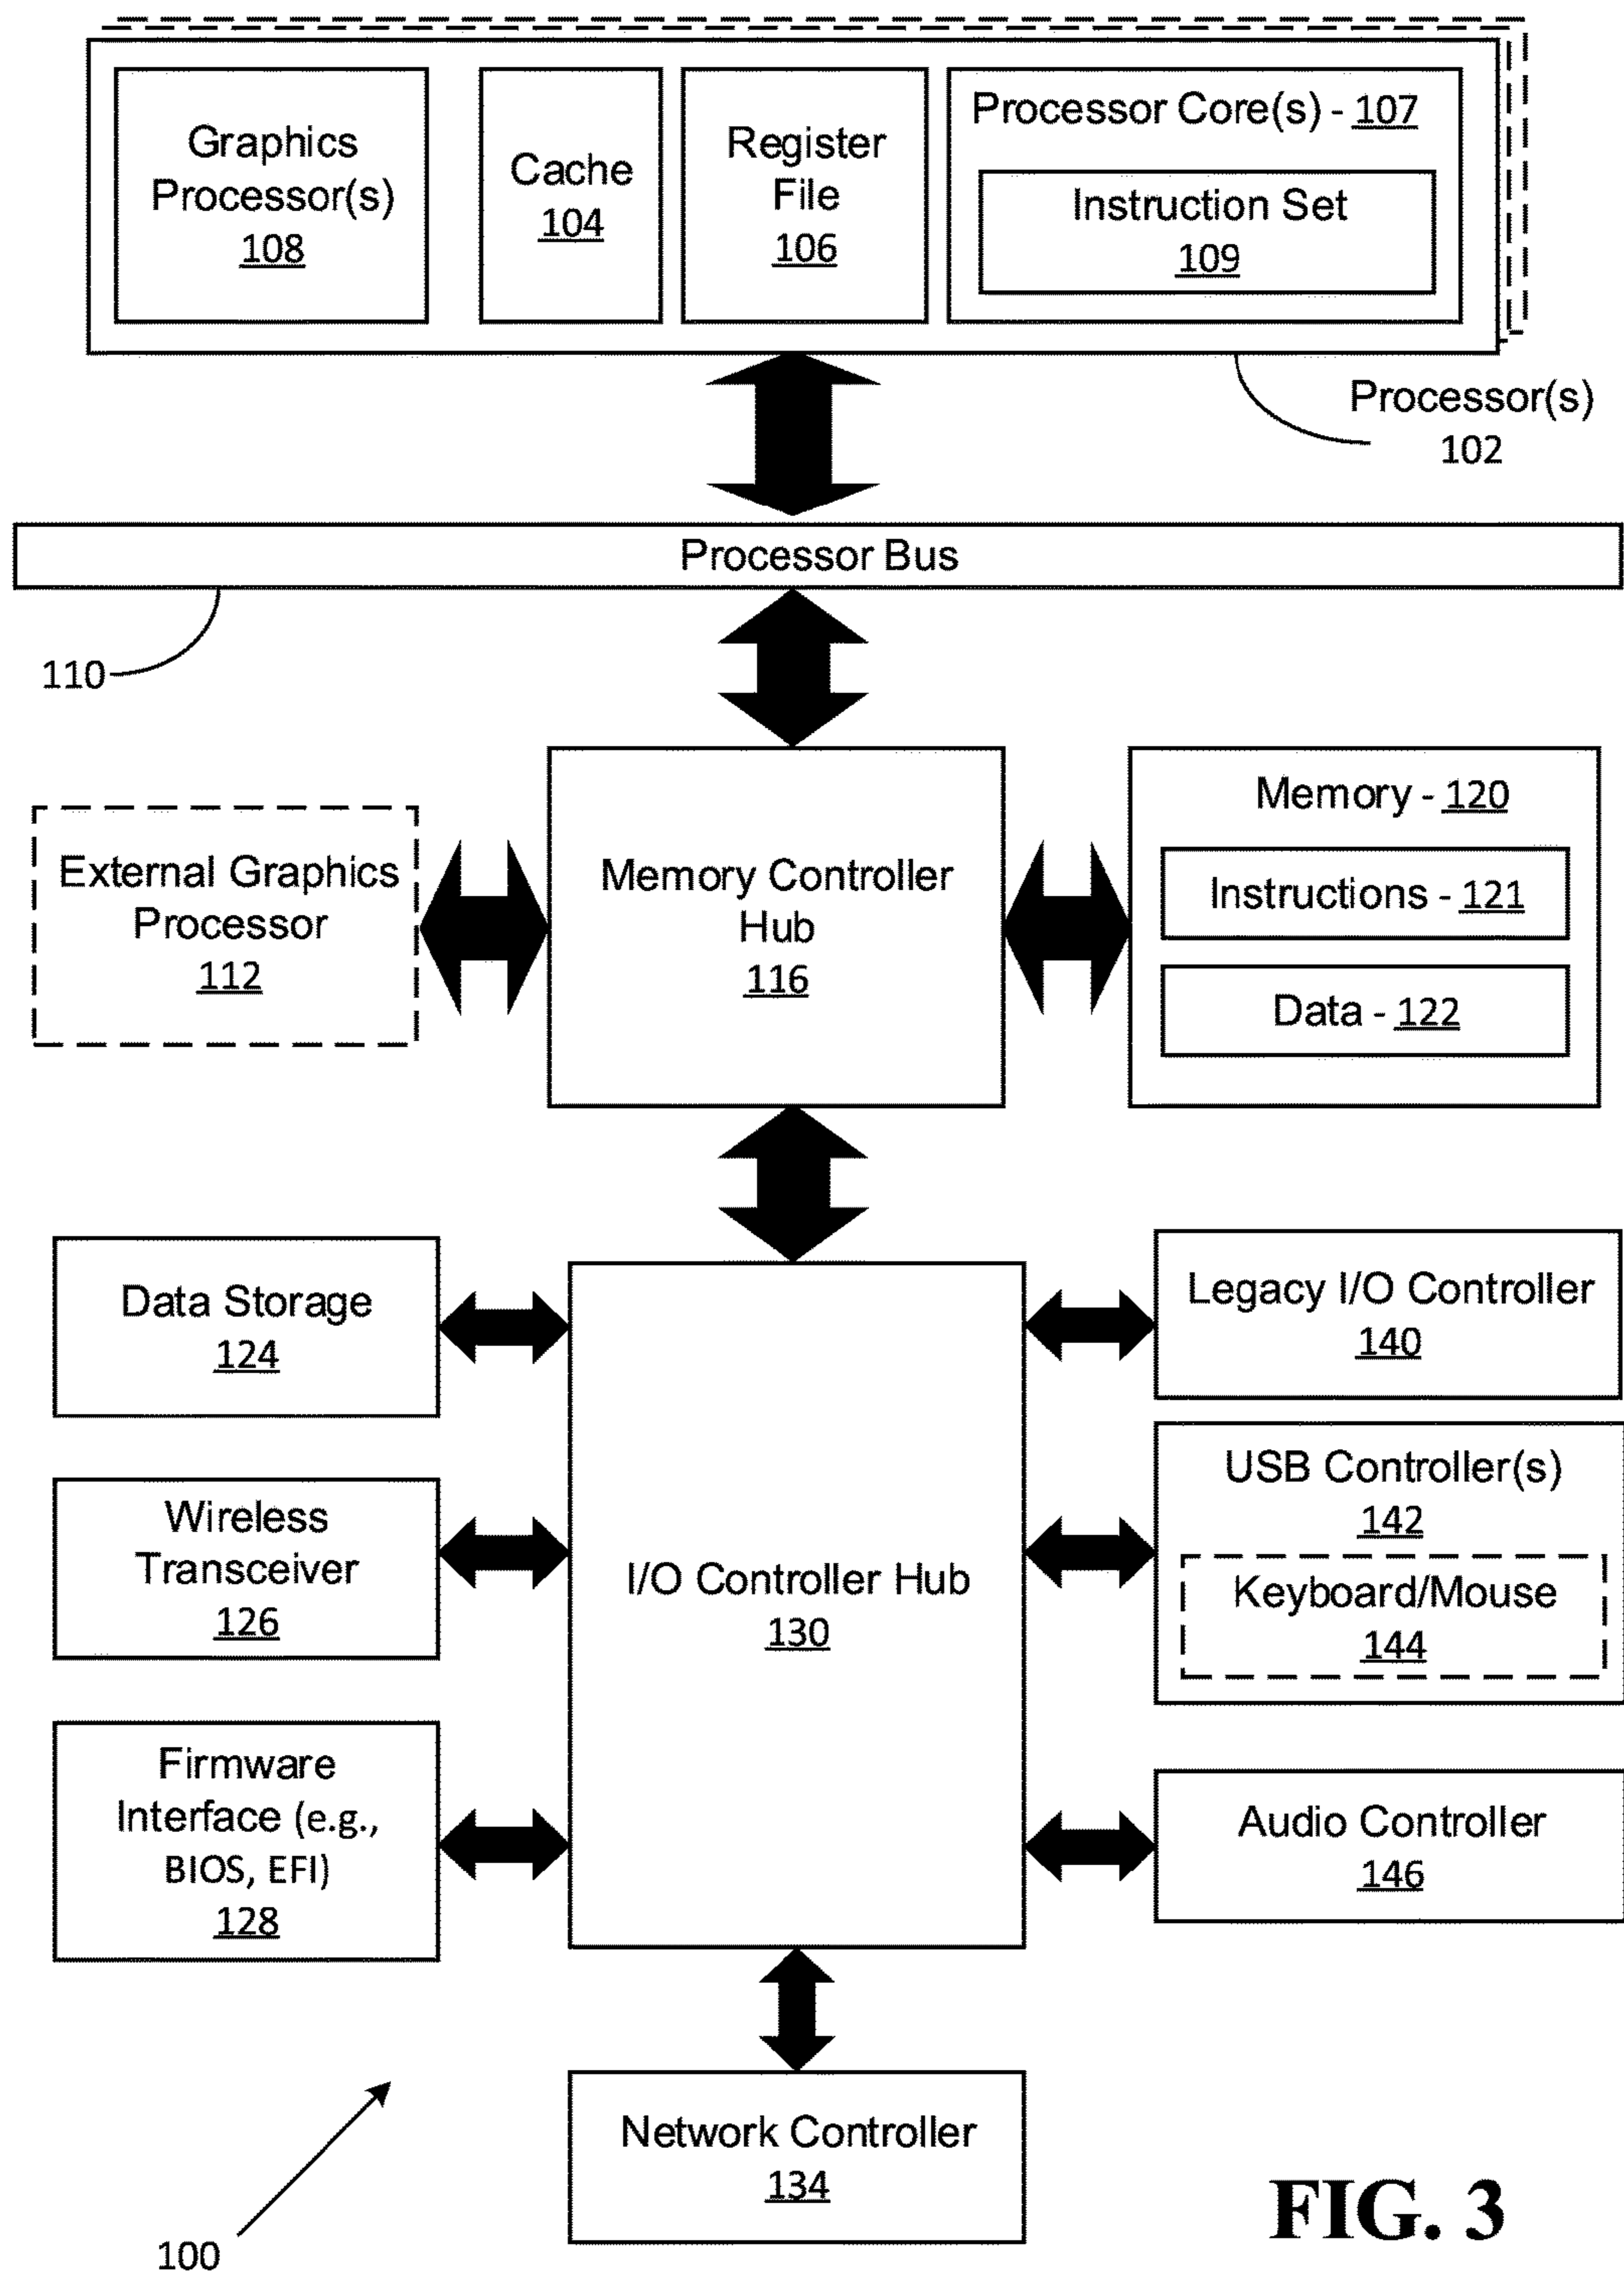 Graphics
Processor(s)
108
Cache
104
Register
File
106
Processor Core(s) - 107
Instruction Set
109
Processor(s)
102
Processor Bus
110
External Graphics
Processor
112
Memory Controller
Hub
116
Memory - 120
Instructions - 121
Data - 122
Data Storage
124
Wireless
Transceiver
126
Firmware
Interface (e.g.,
BIOS, EFI)
128
I/O Controller Hub
130
Legacy I/O Controller
140
USB Controller(s)
142
Keyboard/Mouse
144
Audio Controller
146
Network Controller
134
100
FIG. 3